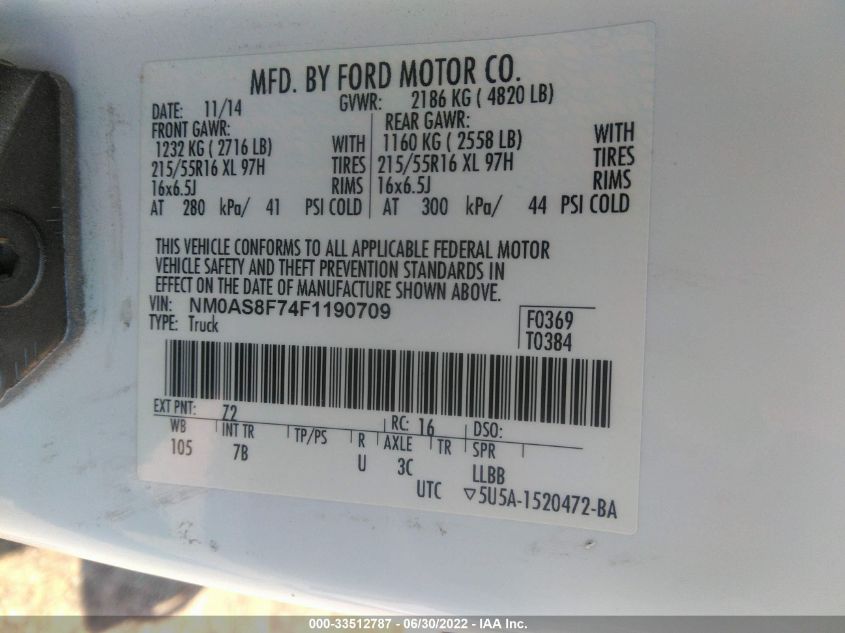 MFD. BY FORD MOTOR CO.
DATE: 11/14 GVWR: 2186 KG ( 4820 LB)
FRONT GAWR: REAR GAWR:
1232 KG ( 2716 LB) WITH 1160 KG ( 2558 LB) WITH
215/55R16 XL 97H TIRES 215/55R16 XL 97H TIRES
16x6.5J RIMS 16x6.5J RIMS
AT 280 kPa/ 41 PSI COLD AT 300 kPa/ 44 PSI COLD
THIS VEHICLE CONFORMS TO ALL APPLICABLE FEDERAL MOTOR
VEHICLE SAFETY AND THEFT PREVENTION STANDARDS IN
EFFECT ON THE DATE OF MANUFACTURE SHOWN ABOVE.
VIN: NM0AS8F74F1190709
TYPE: Truck
F0369
T0384
EXT PNT: Z2 RC: 16 DSO:
WB INT TR TP/PS R AXLE TR SPR
105 7B U 3C LLBB
UTC ▽5U5A-1520472-BA
000-33512787 - 06/30/2022 - IAA Inc.